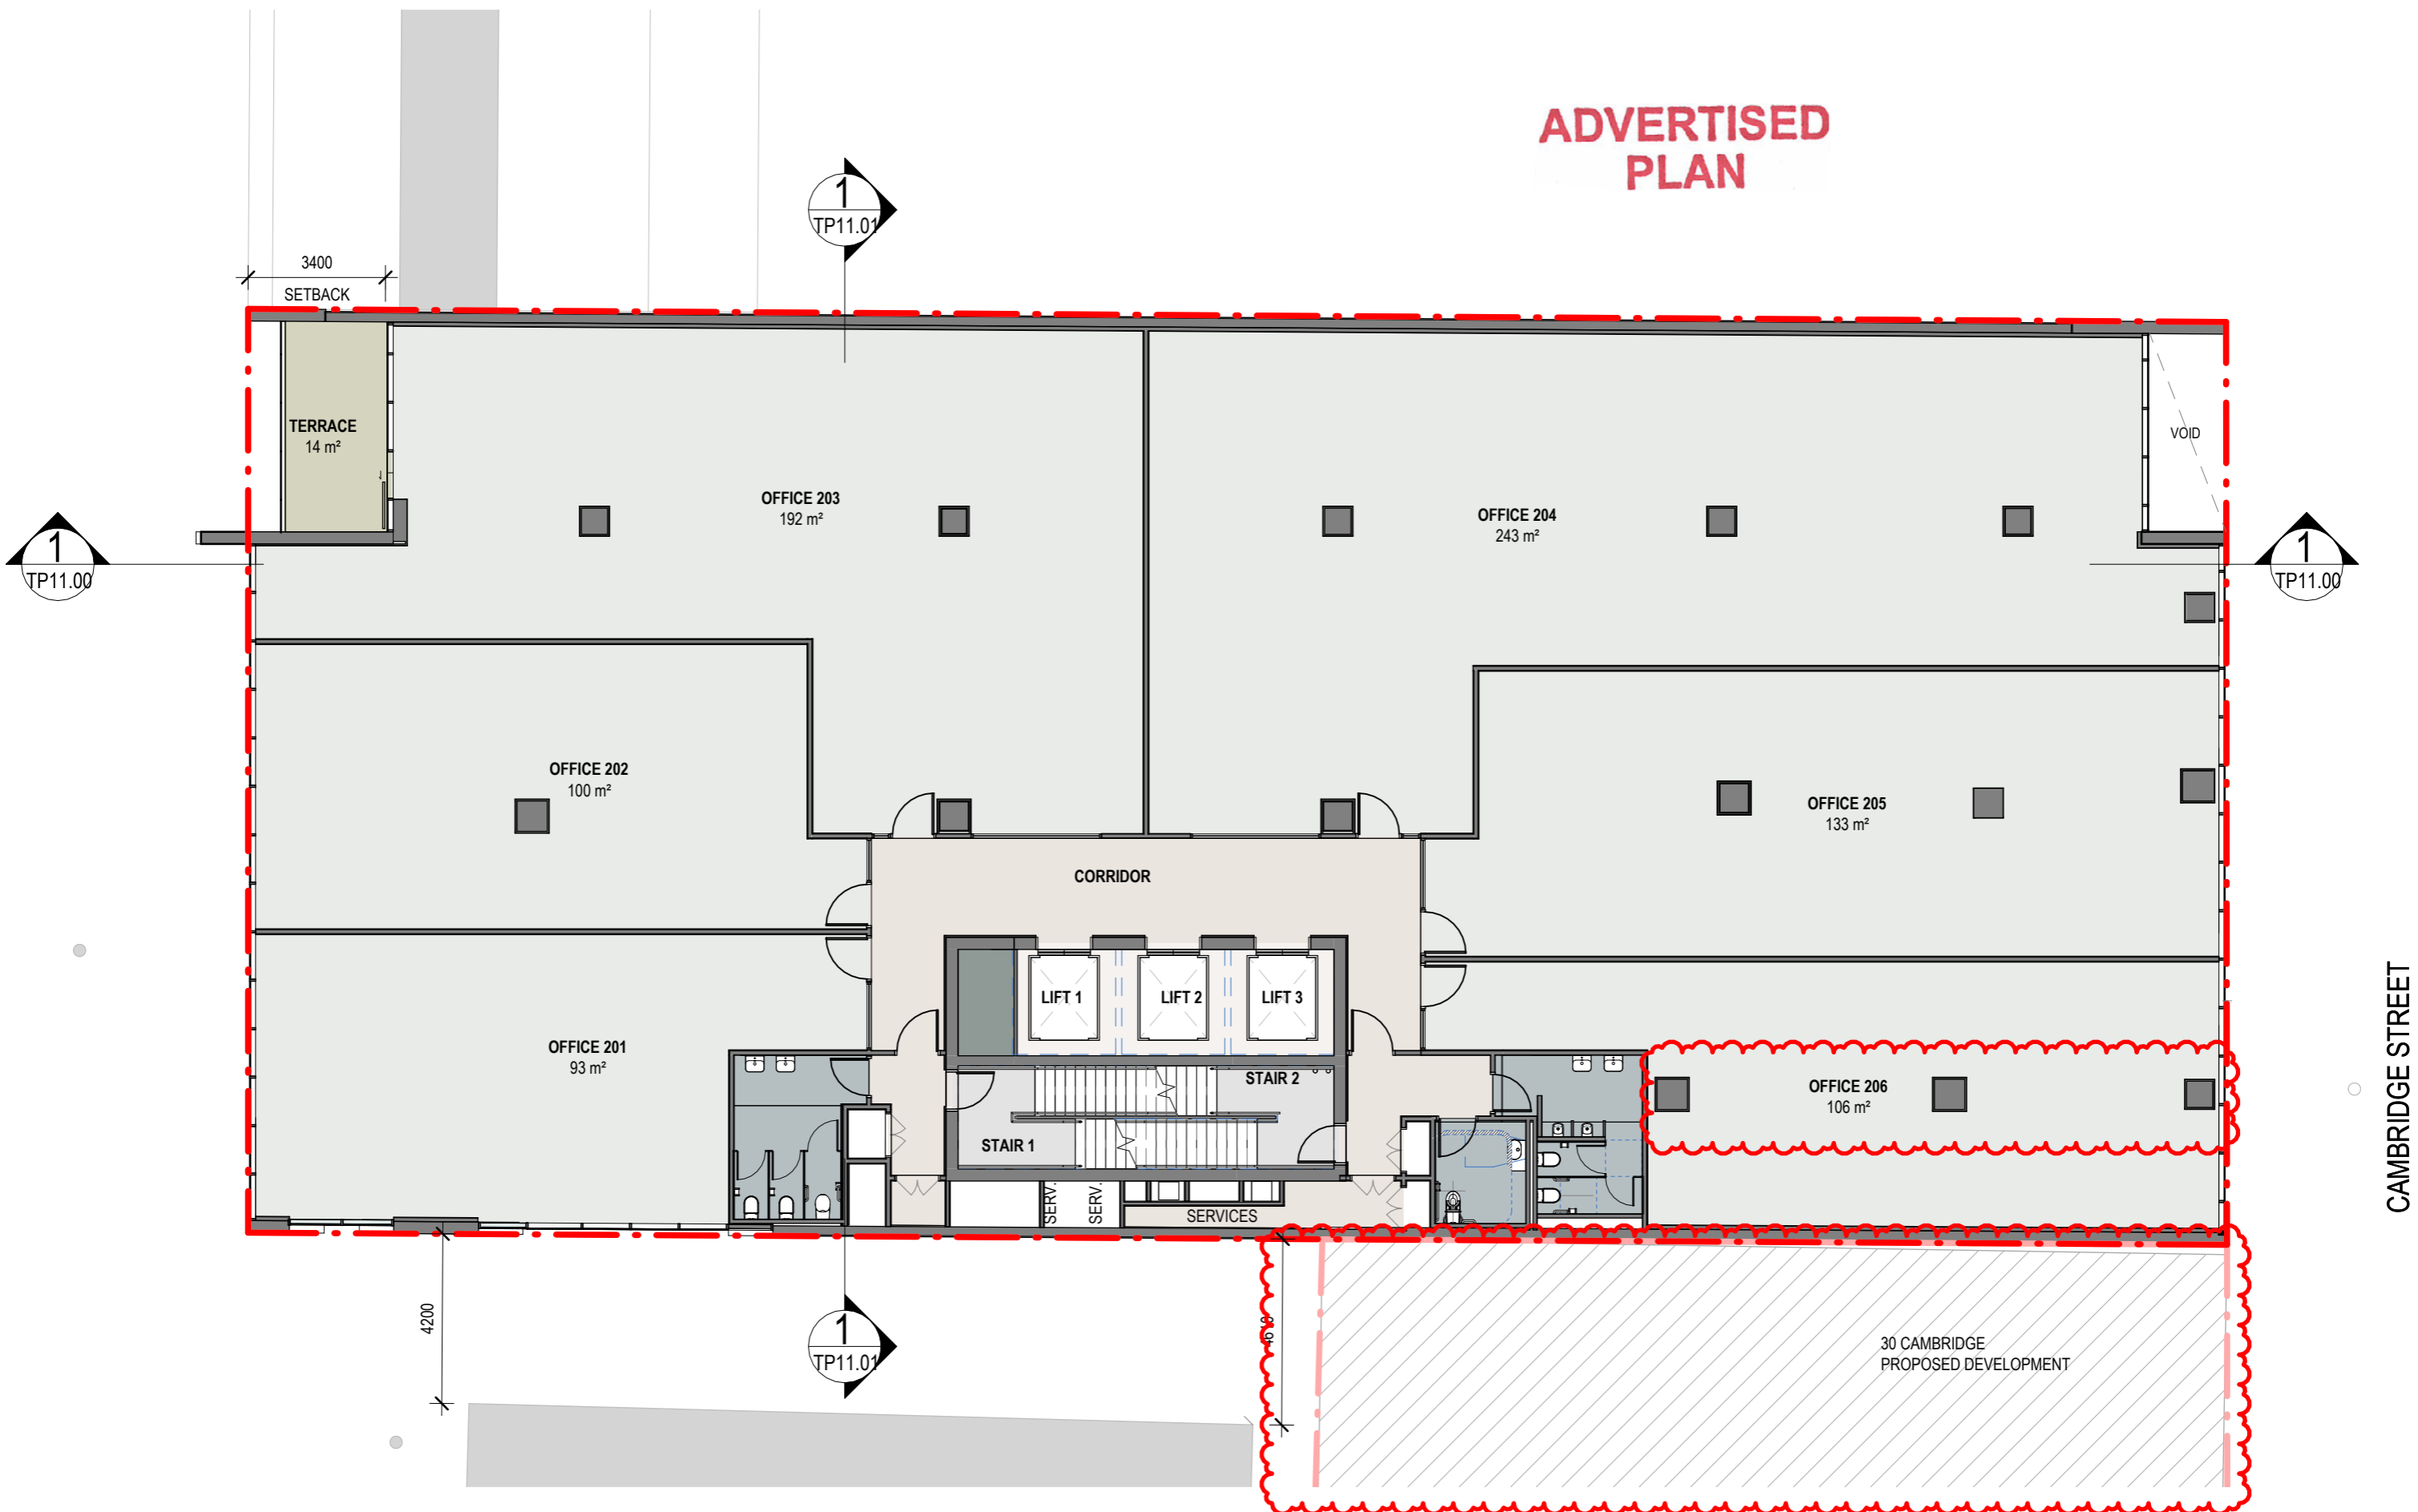 ADVERTISED
PLAN
1
TP11.01
3400
SETBACK
TERRACE
14 m²
VOID
OFFICE 203
192 m²
OFFICE 204
243 m²
1
TP11.00
1
TP11.00
OFFICE 202
100 m²
OFFICE 205
133 m²
CORRIDOR
LIFT 1
LIFT 2
LIFT 3
OFFICE 201
93 m²
STAIR 2
OFFICE 206
106 m²
STAIR 1
CAMBRIDGE STREET
SERV.
SERV.
SERVICES
4200
1
TP11.01
30 CAMBRIDGE
PROPOSED DEVELOPMENT